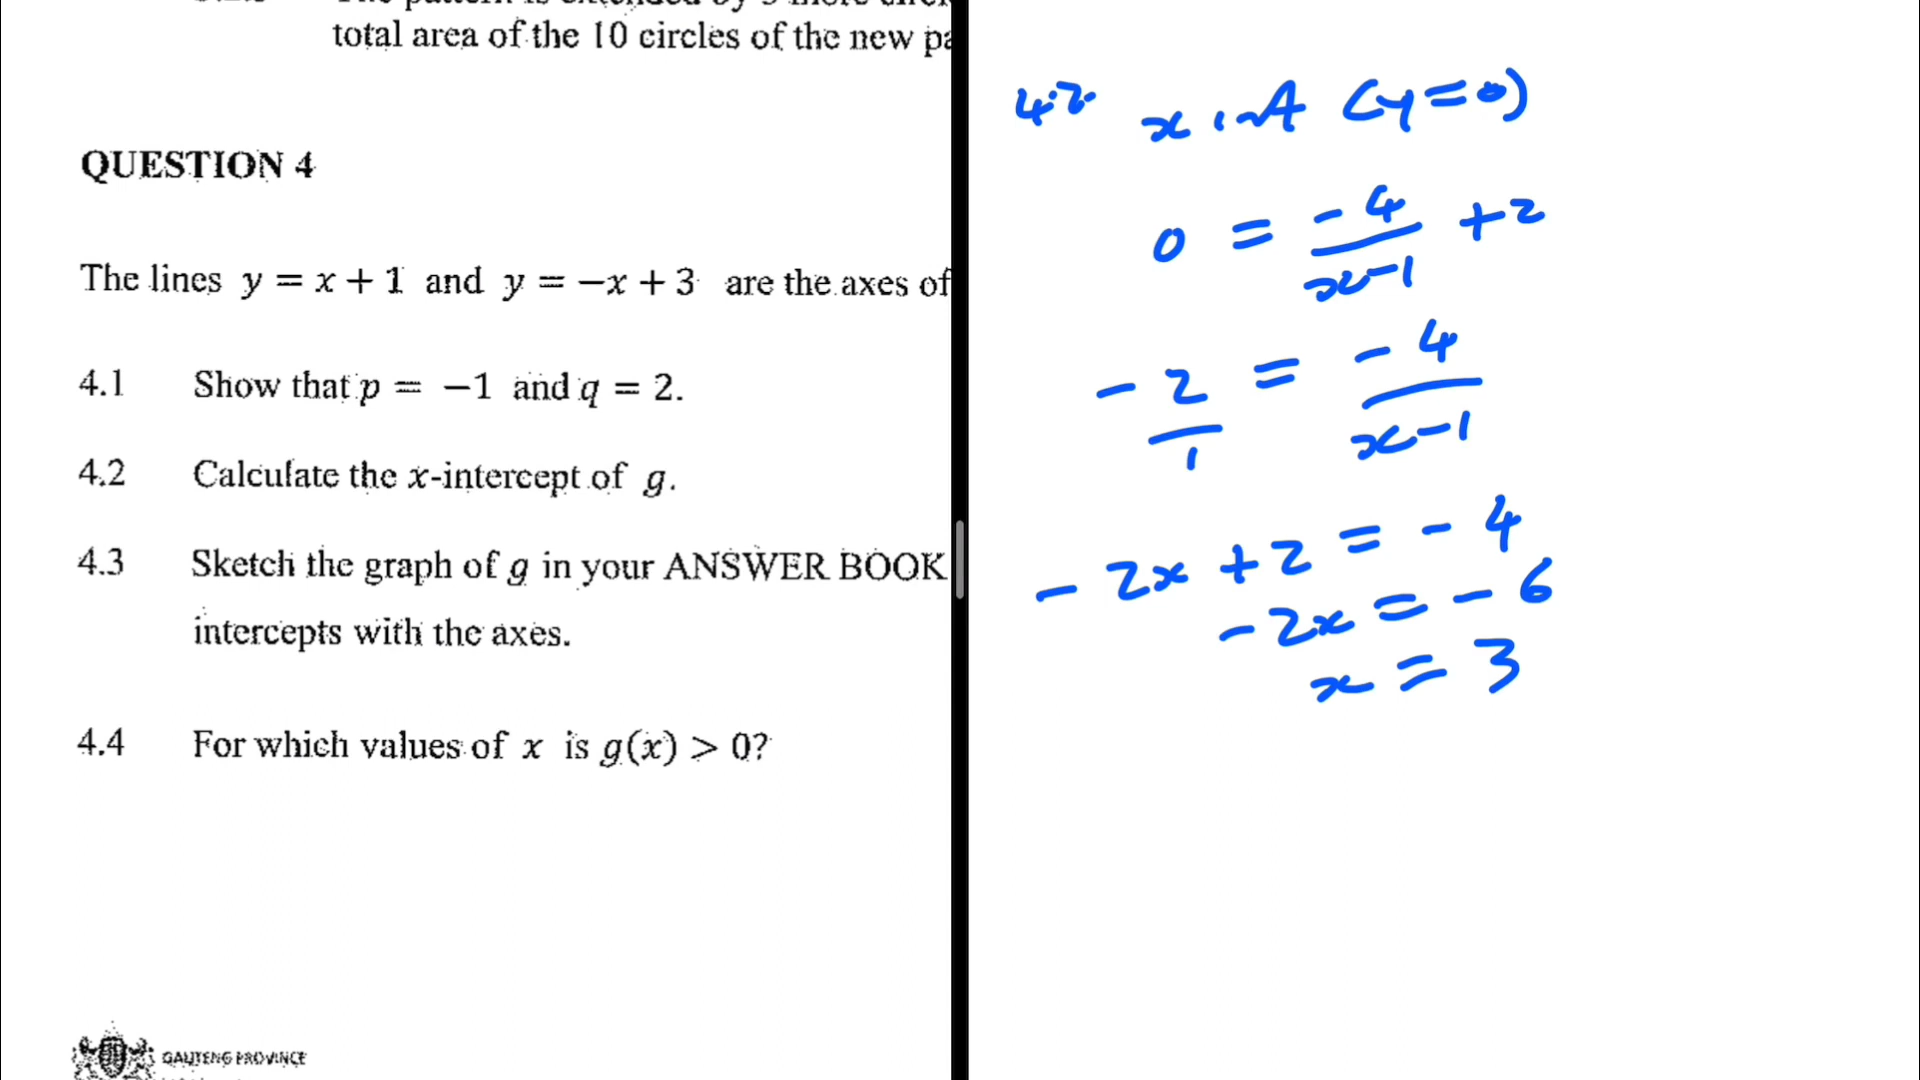 total area of the 10 circles of the new pa
QUESTION 4
The lines y = x + 1 and y = −x + 3 are the axes of
4.1 Show that p = −1 and q = 2.
4.2 Calculate the x-intercept of g.
4.3 Sketch the graph of g in your ANSWER BOOK
intercepts with the axes.
4.4 For which values of x is g(x) > 0?
GAUTENG PROVINCE
4.2 x int (y=0)
0 = -4/(x-1) + 2
-2/1 = -4/(x-1)
-2x + 2 = -4
-2x = -6
x = 3